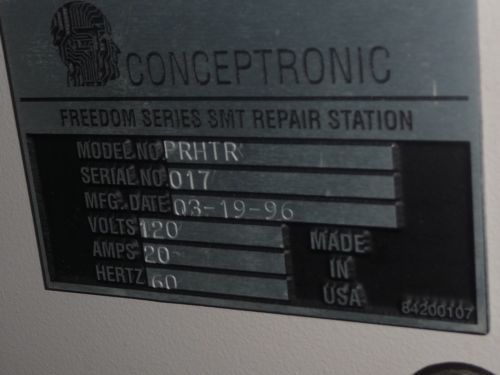 CONCEPTRONIC
FREEDOM SERIES SMT REPAIR STATION
MODEL NO PRHTR
SERIAL NO. 017
MFG. DATE 03-19-96
VOLTS 120
AMPS 20
HERTZ 60
MADE
IN
USA
84200107